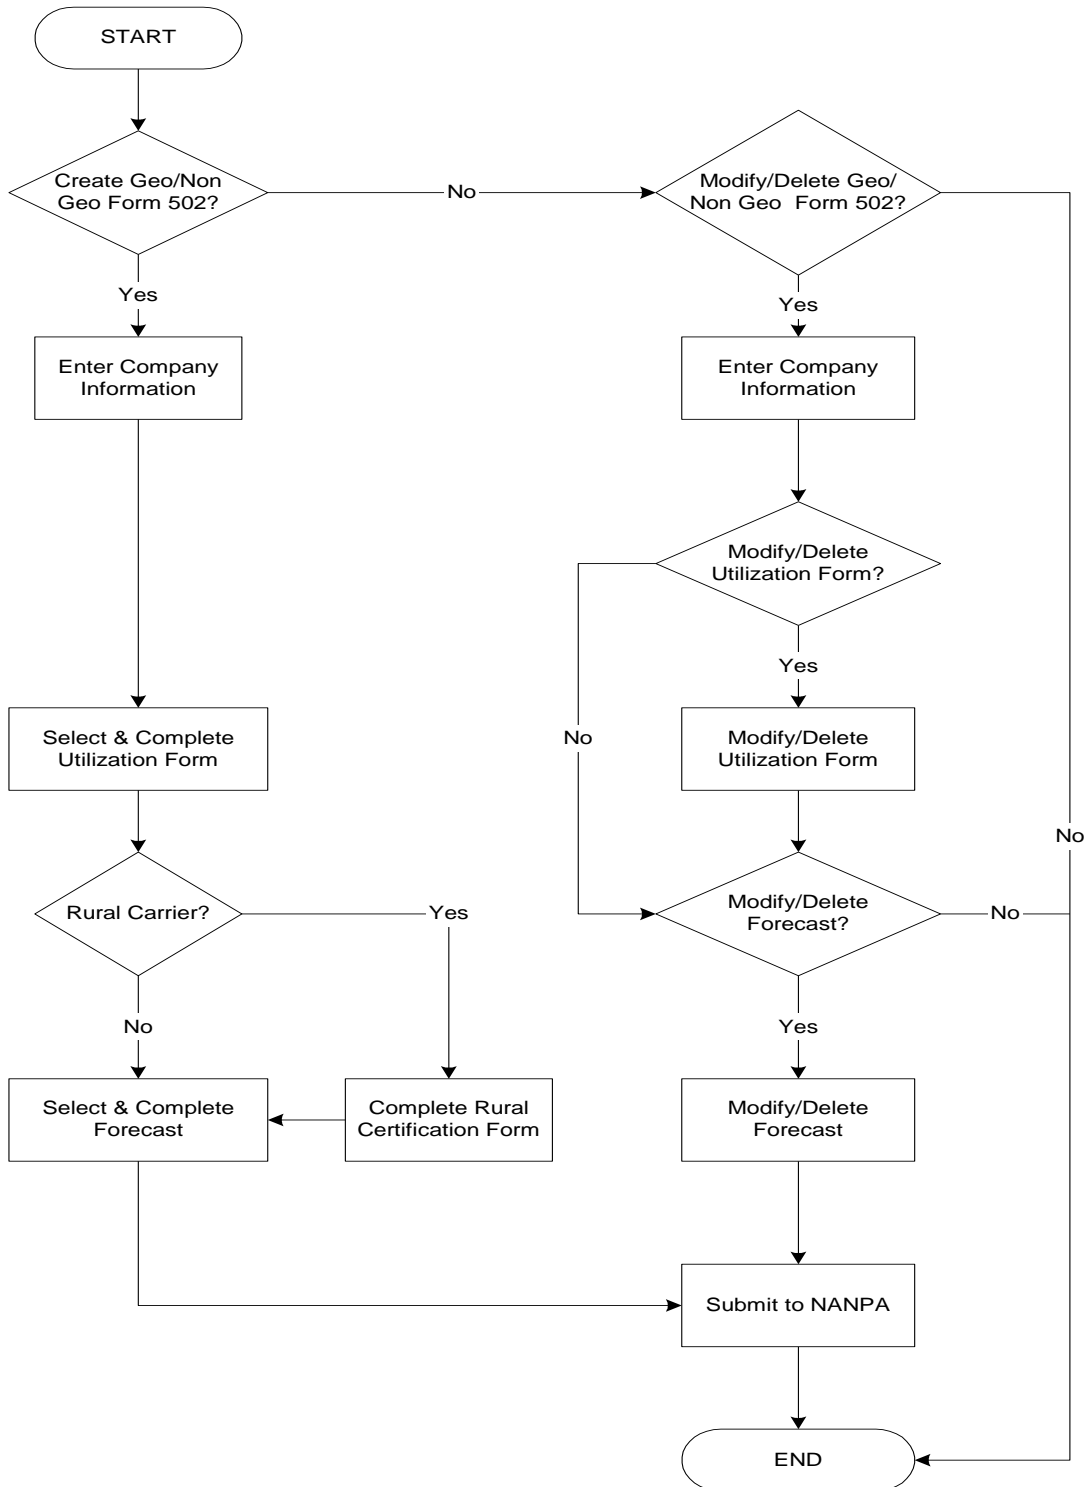 START
Create Geo/Non
Geo Form 502?
No
Modify/Delete Geo/
Non Geo Form 502?
Yes
Yes
Enter Company
Information
Enter Company
Information
Modify/Delete
Utilization Form?
Yes
Select & Complete
Utilization Form
No
Modify/Delete
Utilization Form
No
Rural Carrier?
Yes
Modify/Delete
Forecast?
No
No
Yes
Select & Complete
Forecast
Complete Rural
Certification Form
Modify/Delete
Forecast
Submit to NANPA
END